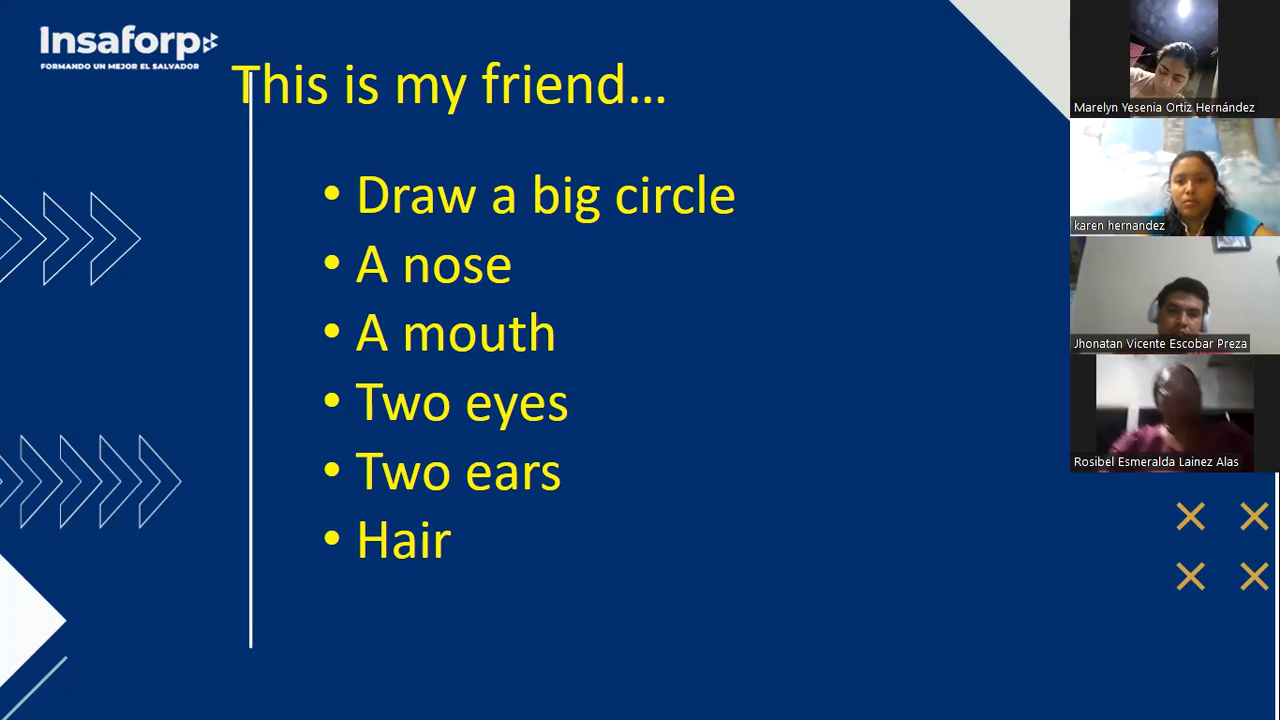 Insaforp
FORMANDO UN MEJOR EL SALVADOR
This is my friend...
• Draw a big circle
• A nose
• A mouth
• Two eyes
• Two ears
• Hair
Marelyn Yesenia Ortiz Hernández
karen hernandez
Jhonatan Vicente Escobar Preza
Rosibel Esmeralda Lainez Alas